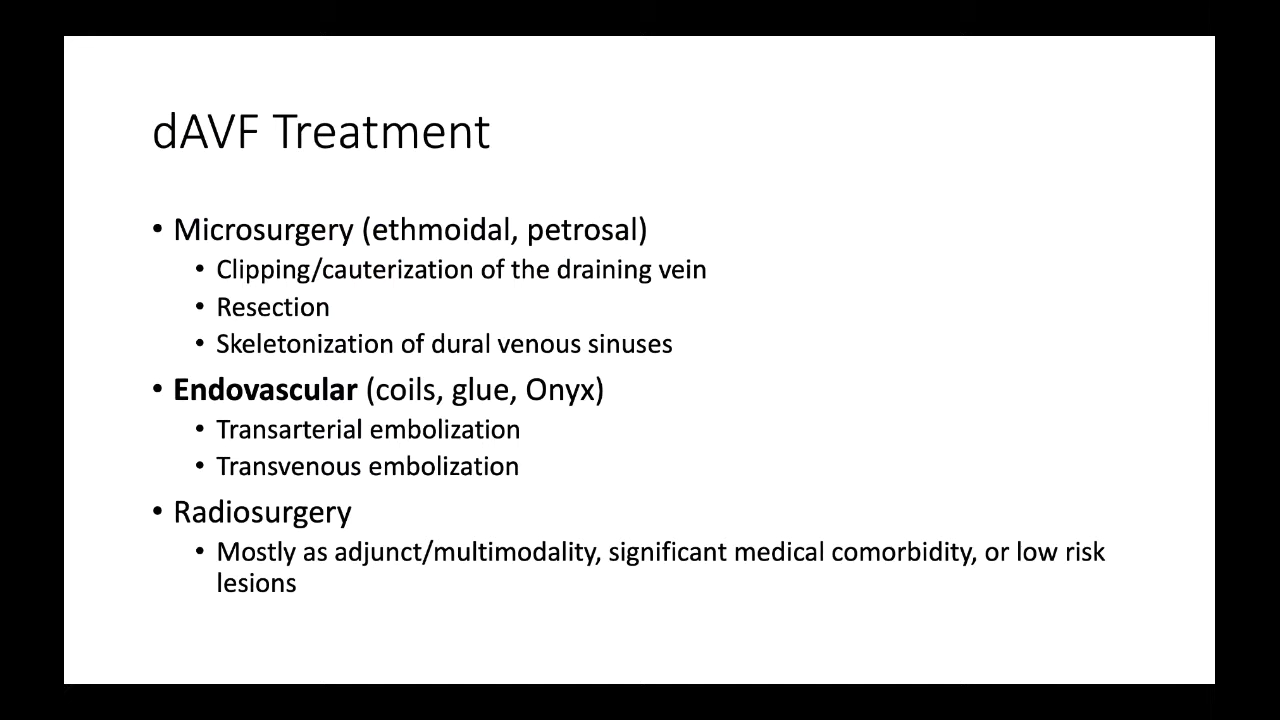 dAVF Treatment
• Microsurgery (ethmoidal, petrosal)
• Clipping/cauterization of the draining vein
• Resection
• Skeletonization of dural venous sinuses
• Endovascular (coils, glue, Onyx)
• Transarterial embolization
• Transvenous embolization
• Radiosurgery
• Mostly as adjunct/multimodality, significant medical comorbidity, or low risk
lesions